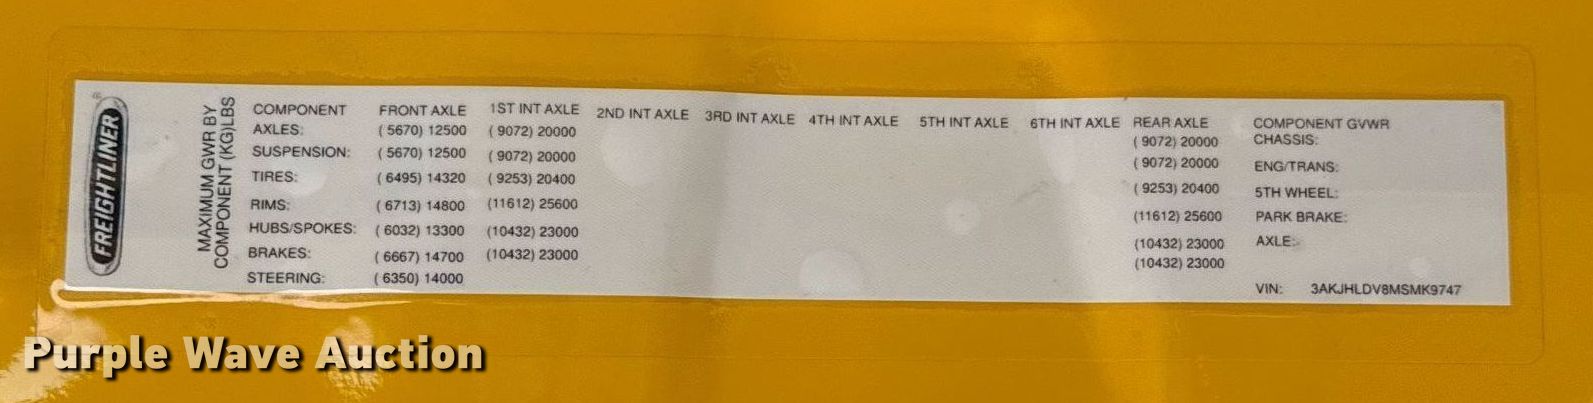 FREIGHTLINER
MAXIMUM GWR BY
COMPONENT (KG)LBS
COMPONENT FRONT AXLE 1ST INT AXLE 2ND INT AXLE 3RD INT AXLE 4TH INT AXLE 5TH INT AXLE 6TH INT AXLE REAR AXLE COMPONENT GVWR
AXLES: ( 5670) 12500 ( 9072) 20000 ( 9072) 20000 CHASSIS:
SUSPENSION: ( 5670) 12500 ( 9072) 20000 ( 9072) 20000 ENG/TRANS:
TIRES: ( 6495) 14320 ( 9253) 20400 ( 9253) 20400 5TH WHEEL:
RIMS: ( 6713) 14800 (11612) 25600 (11612) 25600 PARK BRAKE:
HUBS/SPOKES: ( 6032) 13300 (10432) 23000 (10432) 23000 AXLE:
BRAKES: ( 6667) 14700 (10432) 23000 (10432) 23000
STEERING: ( 6350) 14000 VIN: 3AKJHLDV8MSMK9747
Purple Wave Auction